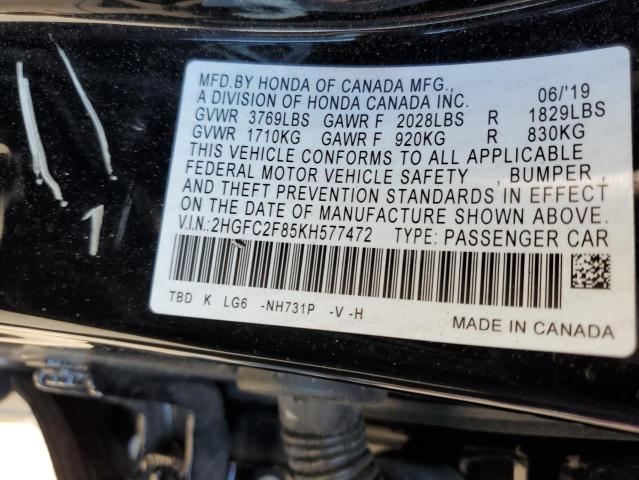 MFD.BY HONDA OF CANADA MFG.,
A DIVISION OF HONDA CANADA INC. 06/'19
GVWR 3769LBS GAWR F 2028LBS R 1829LBS
GVWR 1710KG GAWR F 920KG R 830KG
THIS VEHICLE CONFORMS TO ALL APPLICABLE
FEDERAL MOTOR VEHICLE SAFETY , BUMPER ,
AND THEFT PREVENTION STANDARDS IN EFFECT
ON THE DATE OF MANUFACTURE SHOWN ABOVE.
V.I.N.:2HGFC2F85KH577472 TYPE: PASSENGER CAR
TBD K LG6 -NH731P -V -H
MADE IN CANADA